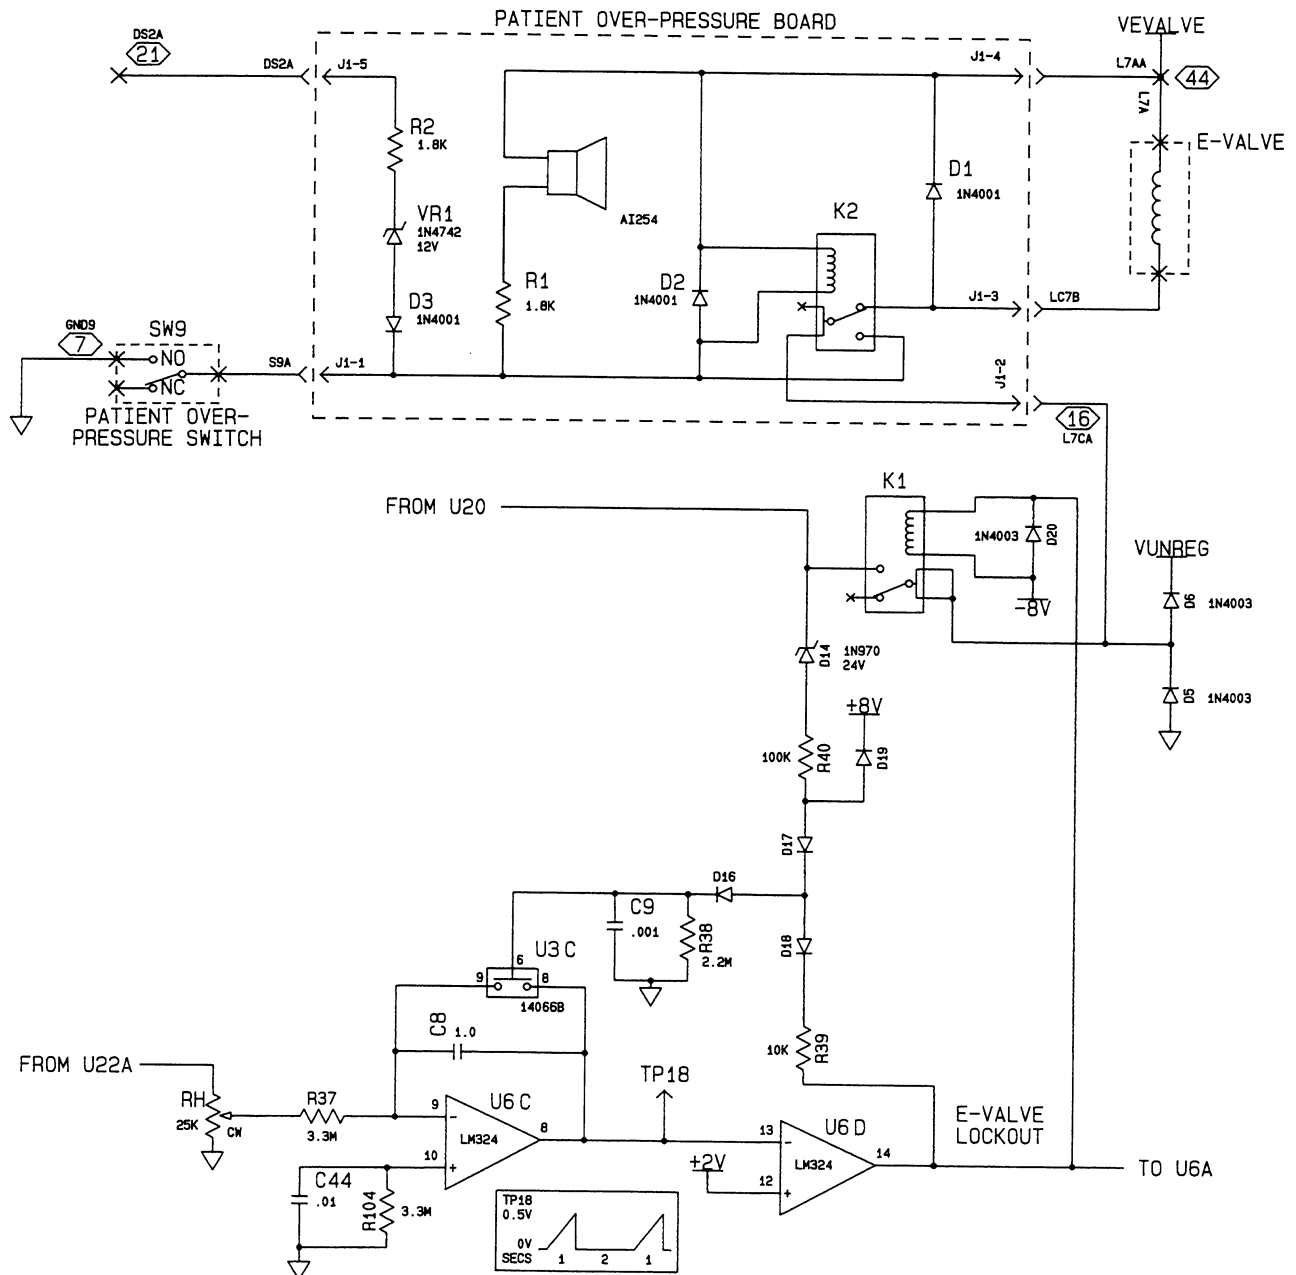 PATIENT OVER-PRESSURE BOARD
VEVALVE
DS2A
21
DS2A
J1-5
J1-4
L7AA
44
L7A
R2
1.8K
E-VALVE
VR1
1N4742
12V
AI254
D1
1N4001
K2
D3
1N4001
R1
1.8K
D2
1N4001
J1-3
LC7B
GND9
7
SW9
NO
NC
S9A
J1-1
J1-2
PATIENT OVER-
PRESSURE SWITCH
16
L7CA
K1
FROM U20
1N4003
D20
-8V
VUNREG
D6
1N4003
D14
1N970
24V
D5
1N4003
+8V
100K
R40
D19
D17
D16
C9
.001
R38
2.2M
D18
U3C
9
6
8
14066B
C8
1.0
10K
R39
FROM U22A
RH
25K
CW
R37
3.3M
9
10
U6C
LM324
8
TP18
13
12
+2V
U6D
LM324
14
E-VALVE
LOCKOUT
TO U6A
C44
.01
R104
3.3M
TP18
0.5V
0V
SECS
1
2
1